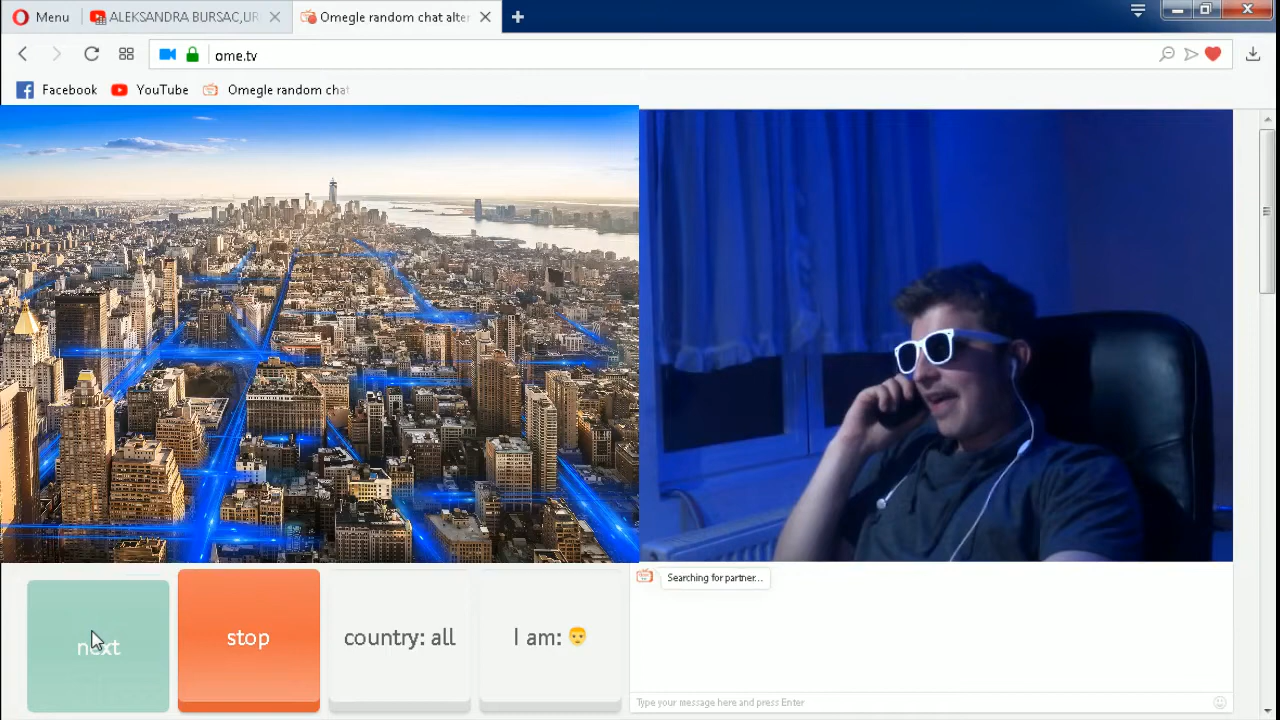 Menu
ALEKSANDRA BURSAC,UR
Omegle random chat alter
ome.tv
Facebook
YouTube
Omegle random chat
Searching for partner...
next
stop
country: all
I am:
Type your message here and press Enter